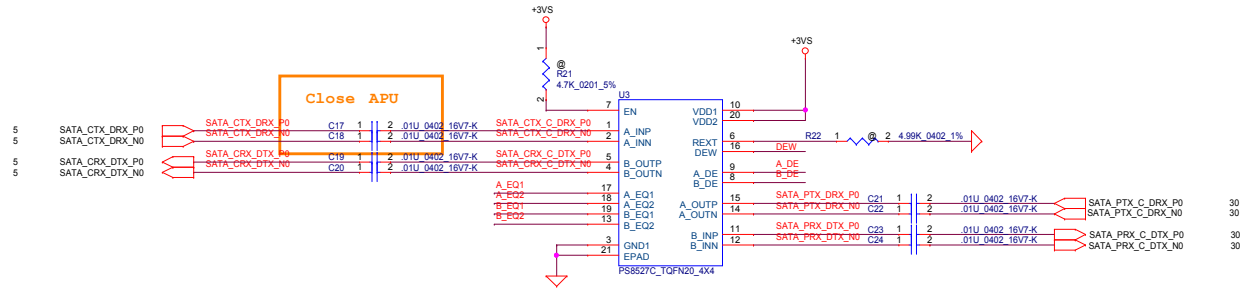 +3VS
+3VS
1
@
R21
4.7K_0201_5%
2
Close APU
U3
7 EN
VDD1 10
VDD2 20
5 SATA_CTX_DRX_P0 SATA_CTX_DRX_P0 C17 1 2 .01U_0402_16V7-K SATA_CTX_C_DRX_P0 1 A_INP
5 SATA_CTX_DRX_N0 SATA_CTX_DRX_N0 C18 1 2 .01U_0402_16V7-K SATA_CTX_C_DRX_N0 2 A_INN
REXT 6 R22 1 @ 2 4.99K_0402_1%
DEW 16 DEW
5 SATA_CRX_DTX_P0 SATA_CRX_DTX_P0 C19 1 2 .01U_0402_16V7-K SATA_CRX_C_DTX_P0 5 B_OUTP
5 SATA_CRX_DTX_N0 SATA_CRX_DTX_N0 C20 1 2 .01U_0402_16V7-K SATA_CRX_C_DTX_N0 4 B_OUTN
A_DE 9 A_DE
B_DE 8 B_DE
A_EQ1 17 A_EQ1
A_EQ2 18 A_EQ2
B_EQ1 19 B_EQ1
B_EQ2 13 B_EQ2
A_OUTP 15 SATA_PTX_DRX_P0 C21 1 2 .01U_0402_16V7-K SATA_PTX_C_DRX_P0 30
A_OUTN 14 SATA_PTX_DRX_N0 C22 1 2 .01U_0402_16V7-K SATA_PTX_C_DRX_N0 30
B_INP 11 SATA_PRX_DTX_P0 C23 1 2 .01U_0402_16V7-K SATA_PRX_C_DTX_P0 30
B_INN 12 SATA_PRX_DTX_N0 C24 1 2 .01U_0402_16V7-K SATA_PRX_C_DTX_N0 30
3 GND1
21 EPAD
PS8527C_TQFN20_4X4